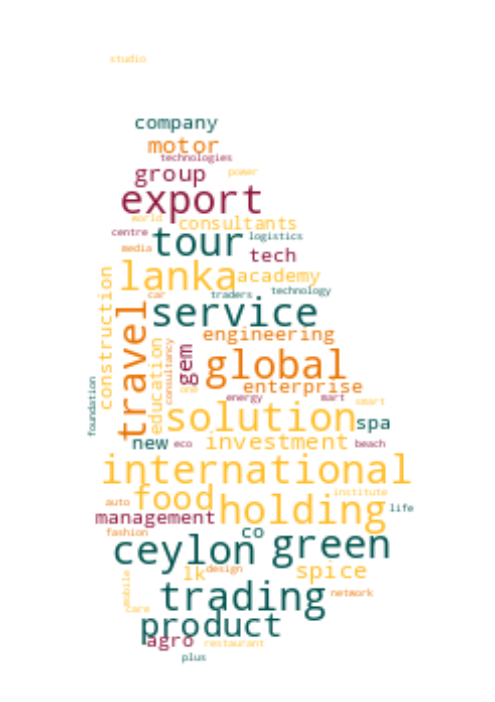 studio
company
motor
technologies
group power
export
world consultants
centre tour logistics
media tech
lanka academy
construction car traders technology
travel service
engineering
education consultancy gem global
enterprise
foundation one energy mart smart
solution spa
new eco investment beach
international
food institute
auto holding life
management
fashion co
ceylon green
lk design spice
mobile
trading network
care
product
agro restaurant
plus